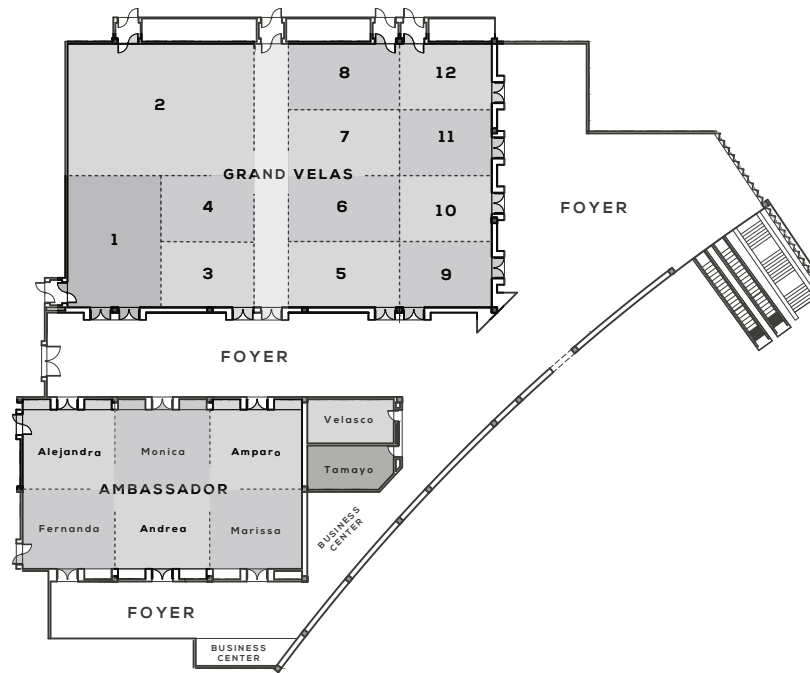 8
12
2
7
11
GRAND VELAS
4
6
10
FOYER
1
3
5
9
FOYER
Velasco
Alejandra
Monica
Amparo
Tamayo
AMBASSADOR
Fernanda
Andrea
Marissa
BUSINESS
CENTER
FOYER
BUSINESS
CENTER